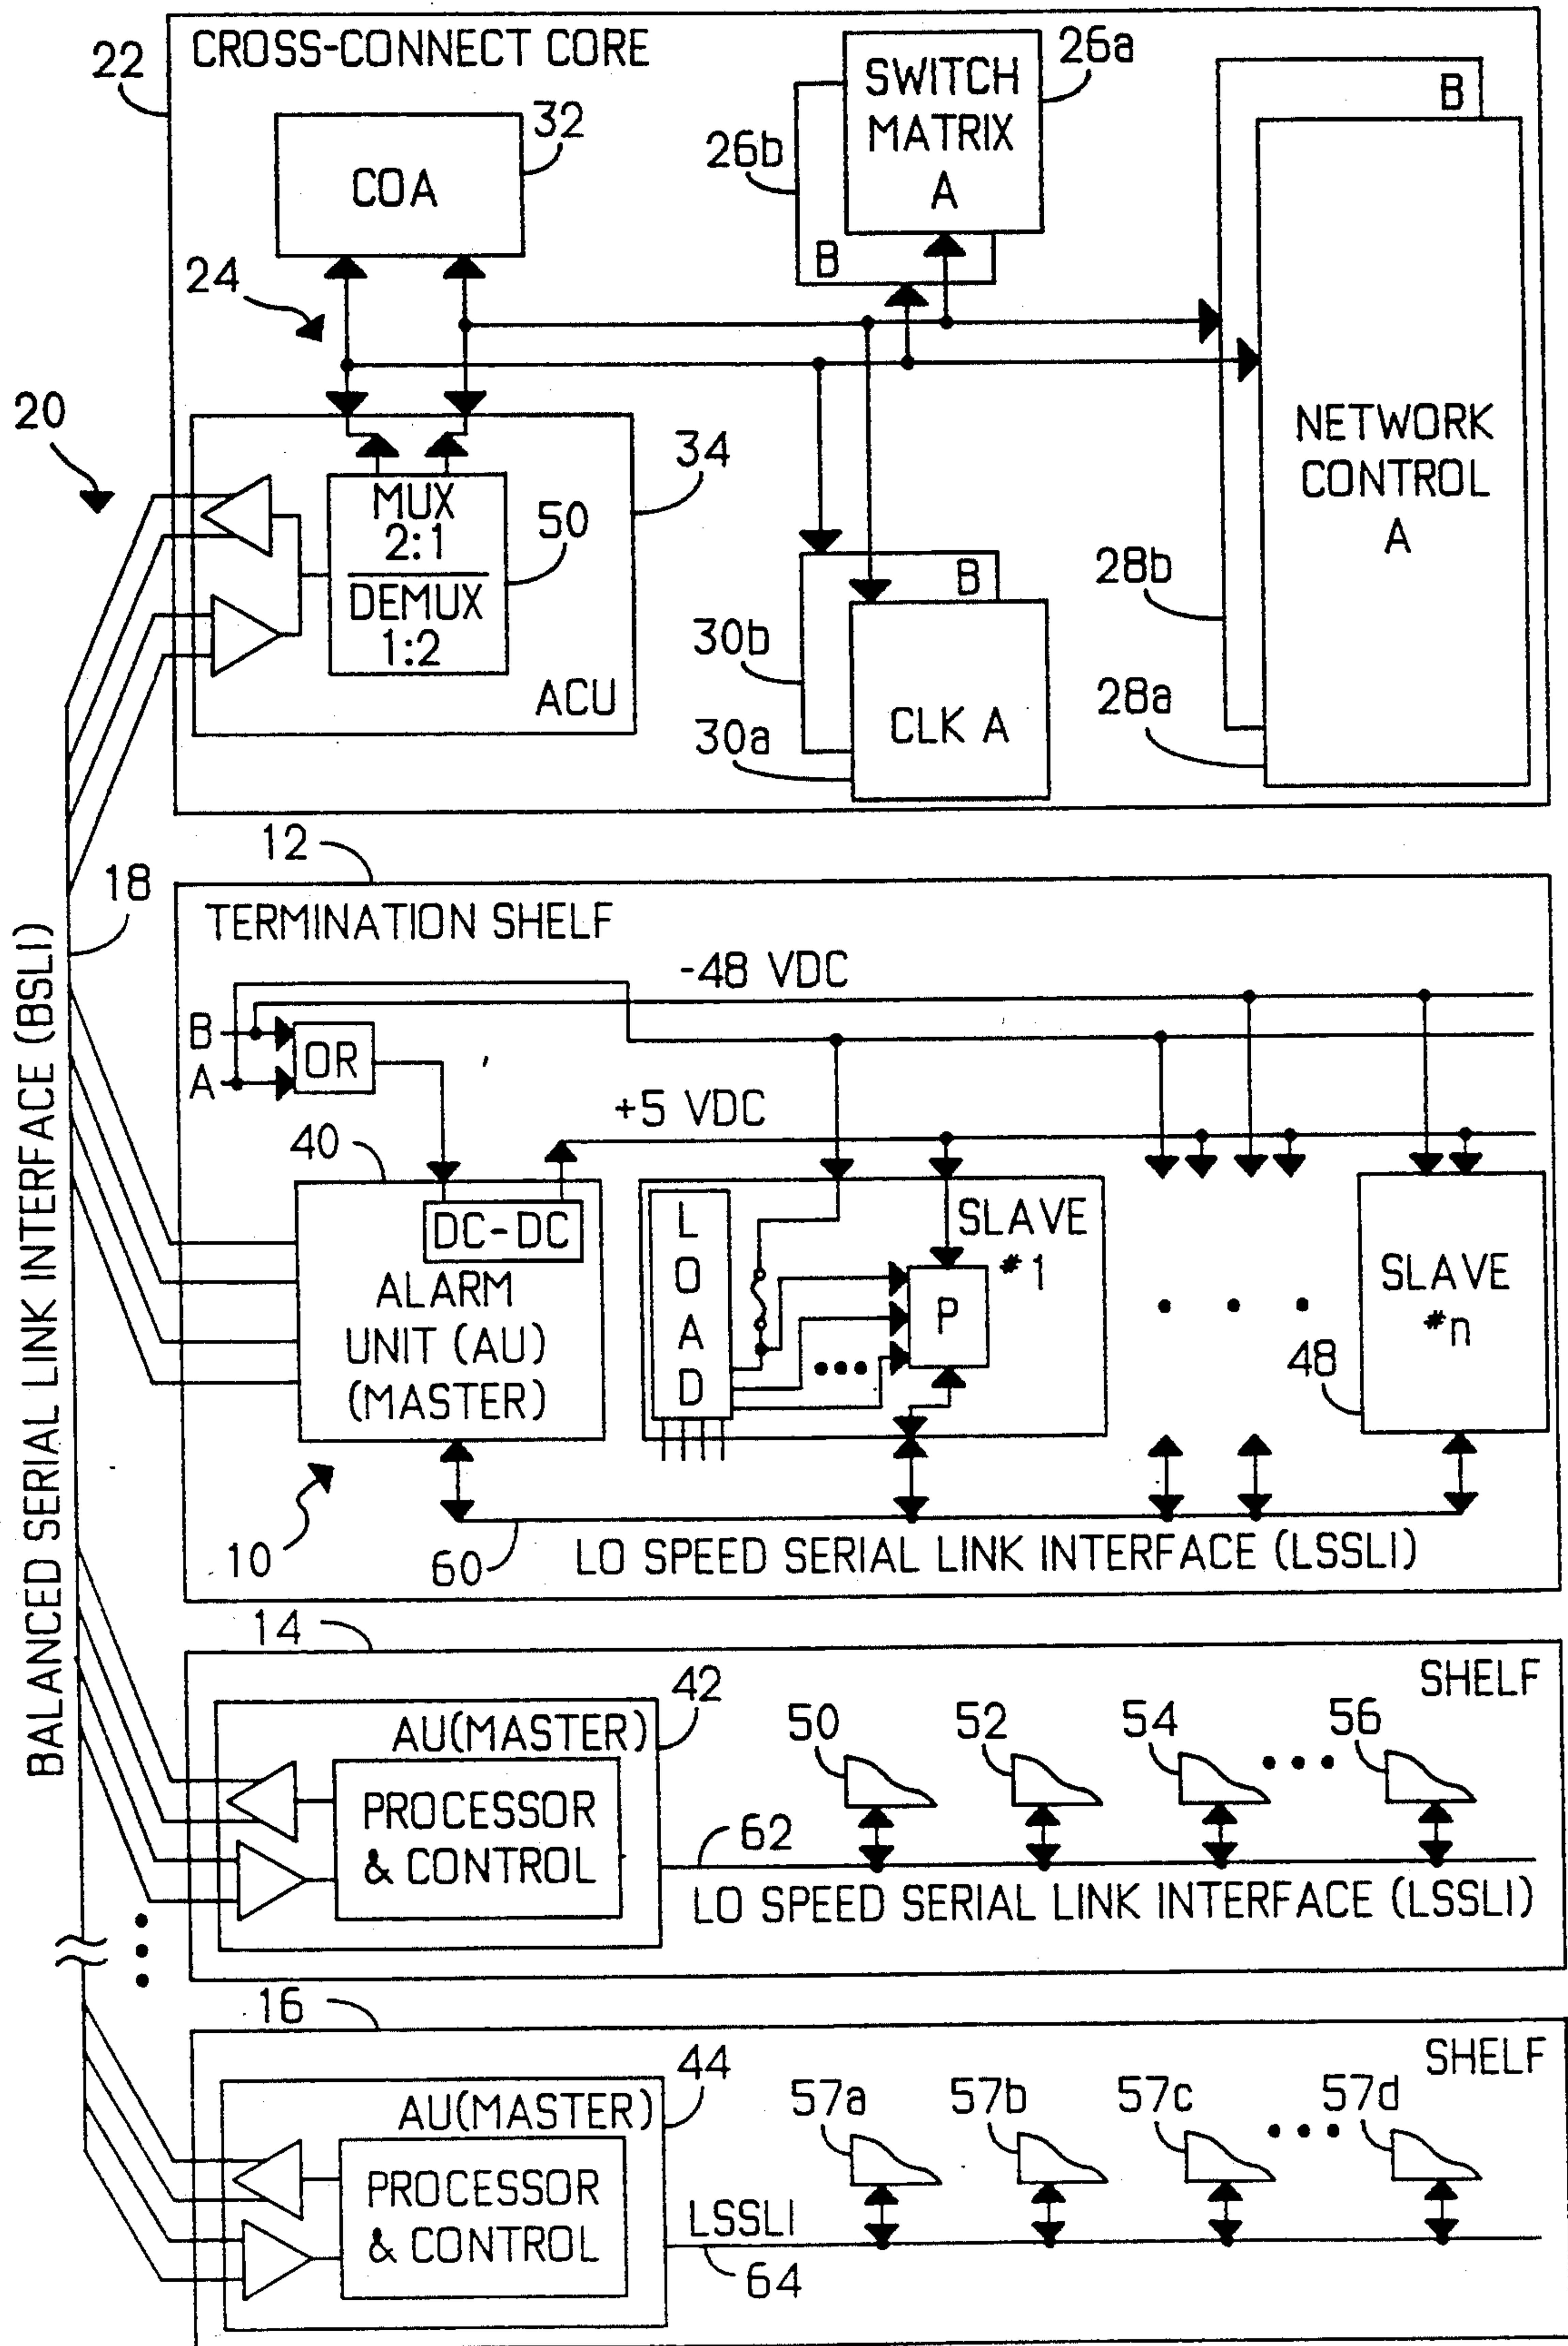 CROSS-CONNECT CORE
22
COA
32
24
SWITCH
MATRIX
A
26a
26b
B
B
NETWORK
CONTROL
A
28b
28a
20
MUX
2:1
DEMUX
1:2
50
34
ACU
B
30b
30a
CLK A
BALANCED SERIAL LINK INTERFACE (BSLI)
18
12
TERMINATION SHELF
-48 VDC
B
A
OR
+5 VDC
40
DC-DC
ALARM
UNIT (AU)
(MASTER)
L
O
A
D
SLAVE
#1
P
• • •
•••
SLAVE
#n
48
10
60
LO SPEED SERIAL LINK INTERFACE (LSSLI)
14
SHELF
42
AU(MASTER)
PROCESSOR
& CONTROL
50
52
54
•••
56
62
LO SPEED SERIAL LINK INTERFACE (LSSLI)
16
SHELF
44
AU(MASTER)
PROCESSOR
& CONTROL
57a
57b
57c
•••
57d
LSSLI
64